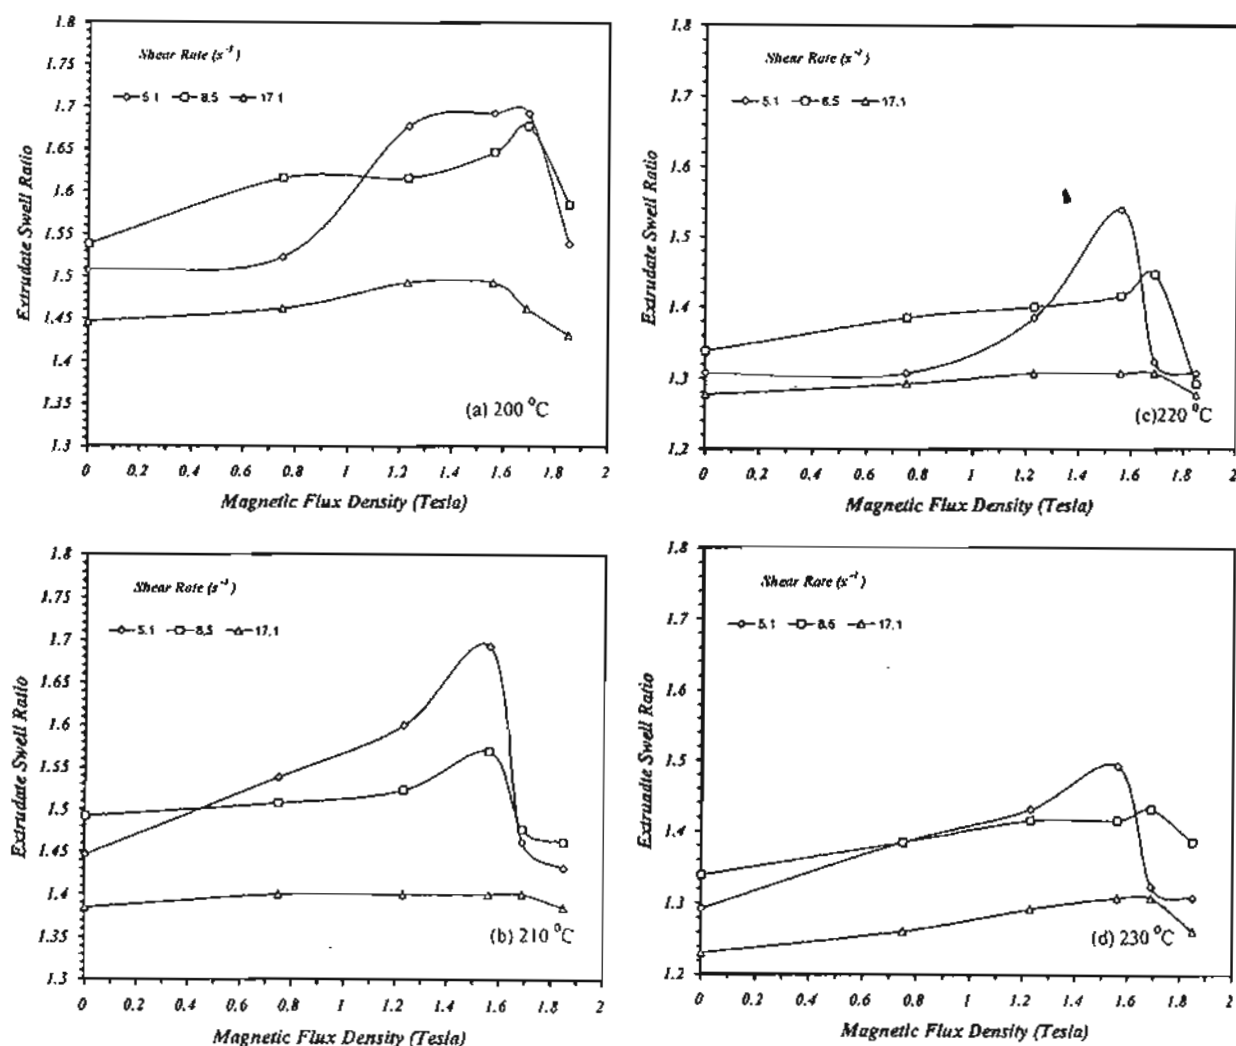 Shear Rate (s⁻¹)
5.1 8.5 17.1
Extrudate Swell Ratio
1.8
1.75
1.7
1.65
1.6
1.55
1.5
1.45
1.4
1.35
1.3
(a) 200 °C
0 0.2 0.4 0.6 0.8 1 1.2 1.4 1.6 1.8 2
Magnetic Flux Density (Tesla)
Shear Rate (s⁻¹)
5.1 8.5 17.1
Extrudate Swell Ratio
1.8
1.7
1.6
1.5
1.4
1.3
1.2
(c)220 °C
0 0.2 0.4 0.6 0.8 1 1.2 1.4 1.6 1.8 2
Magnetic Flux Density (Tesla)
Shear Rate (s⁻¹)
5.1 8.5 17.1
Extrudate Swell Ratio
1.8
1.75
1.7
1.65
1.6
1.55
1.5
1.45
1.4
1.35
1.3
(b) 210 °C
0 0.2 0.4 0.6 0.8 1 1.2 1.4 1.6 1.8 2
Magnetic Flux Density (Tesla)
Shear Rate (s⁻¹)
5.1 8.5 17.1
Extrundate Swell Ratio
1.8
1.7
1.6
1.5
1.4
1.3
1.2
(d) 230 °C
0 0.2 0.4 0.6 0.8 1 1.2 1.4 1.6 1.8 2
Magnetic Flux Density (Tesla)